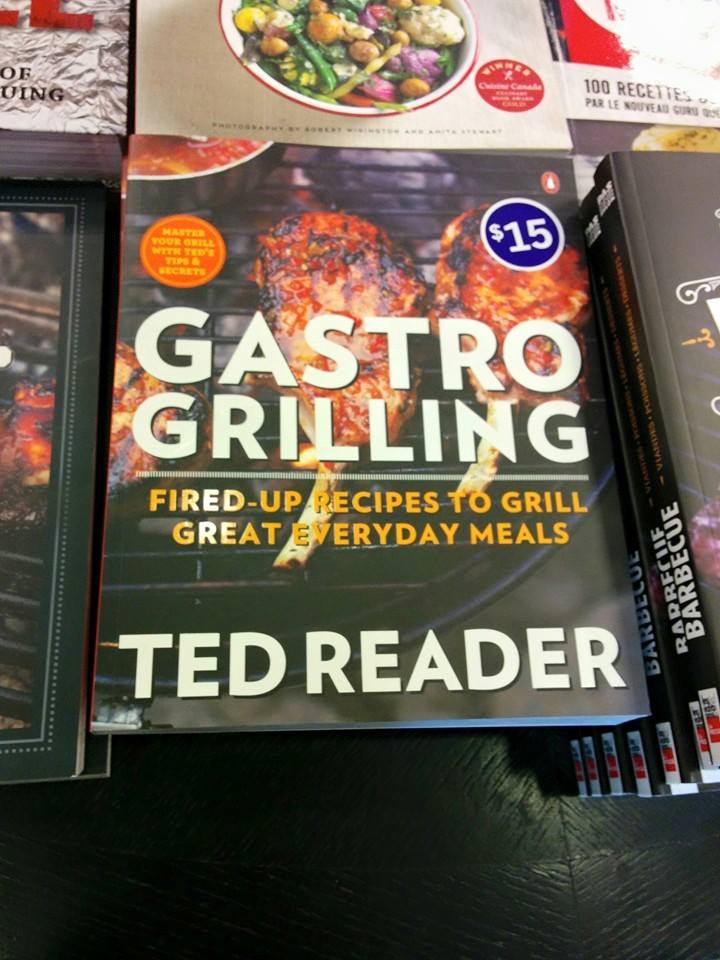 OF
UING
WINNER
Cuisine Canada
GOLD
PHOTOGRAPHY BY ROBERT WIGINGTON AND ANITA STEWART
100 RECETTES
PAR LE NOUVEAU GURU
MASTER
YOUR GRILL
WITH TED'S
TIPS &
SECRETS
$15
GASTRO
GRILLING
FIRED-UP RECIPES TO GRILL
GREAT EVERYDAY MEALS
TED READER
BARBECUE
BARBECUE
BARBECUE